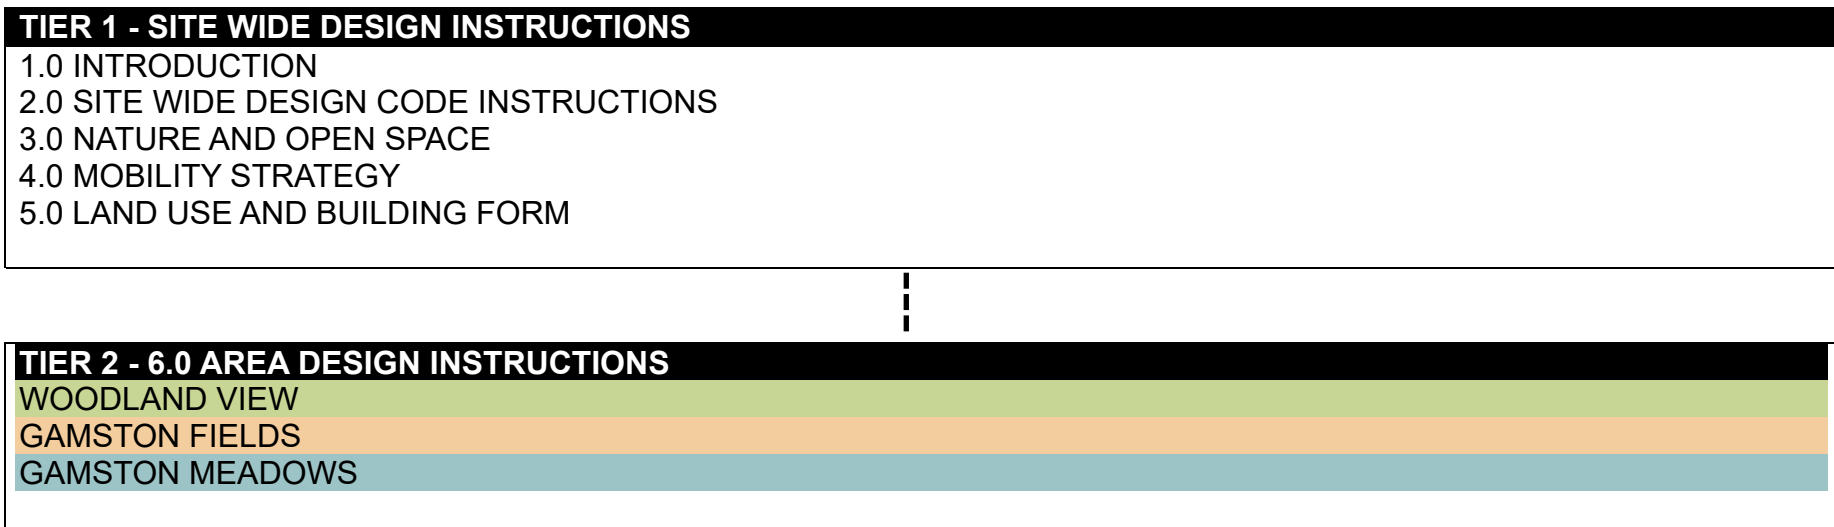 TIER 1 - SITE WIDE DESIGN INSTRUCTIONS
1.0 INTRODUCTION
2.0 SITE WIDE DESIGN CODE INSTRUCTIONS
3.0 NATURE AND OPEN SPACE
4.0 MOBILITY STRATEGY
5.0 LAND USE AND BUILDING FORM
TIER 2 - 6.0 AREA DESIGN INSTRUCTIONS
WOODLAND VIEW
GAMSTON FIELDS
GAMSTON MEADOWS